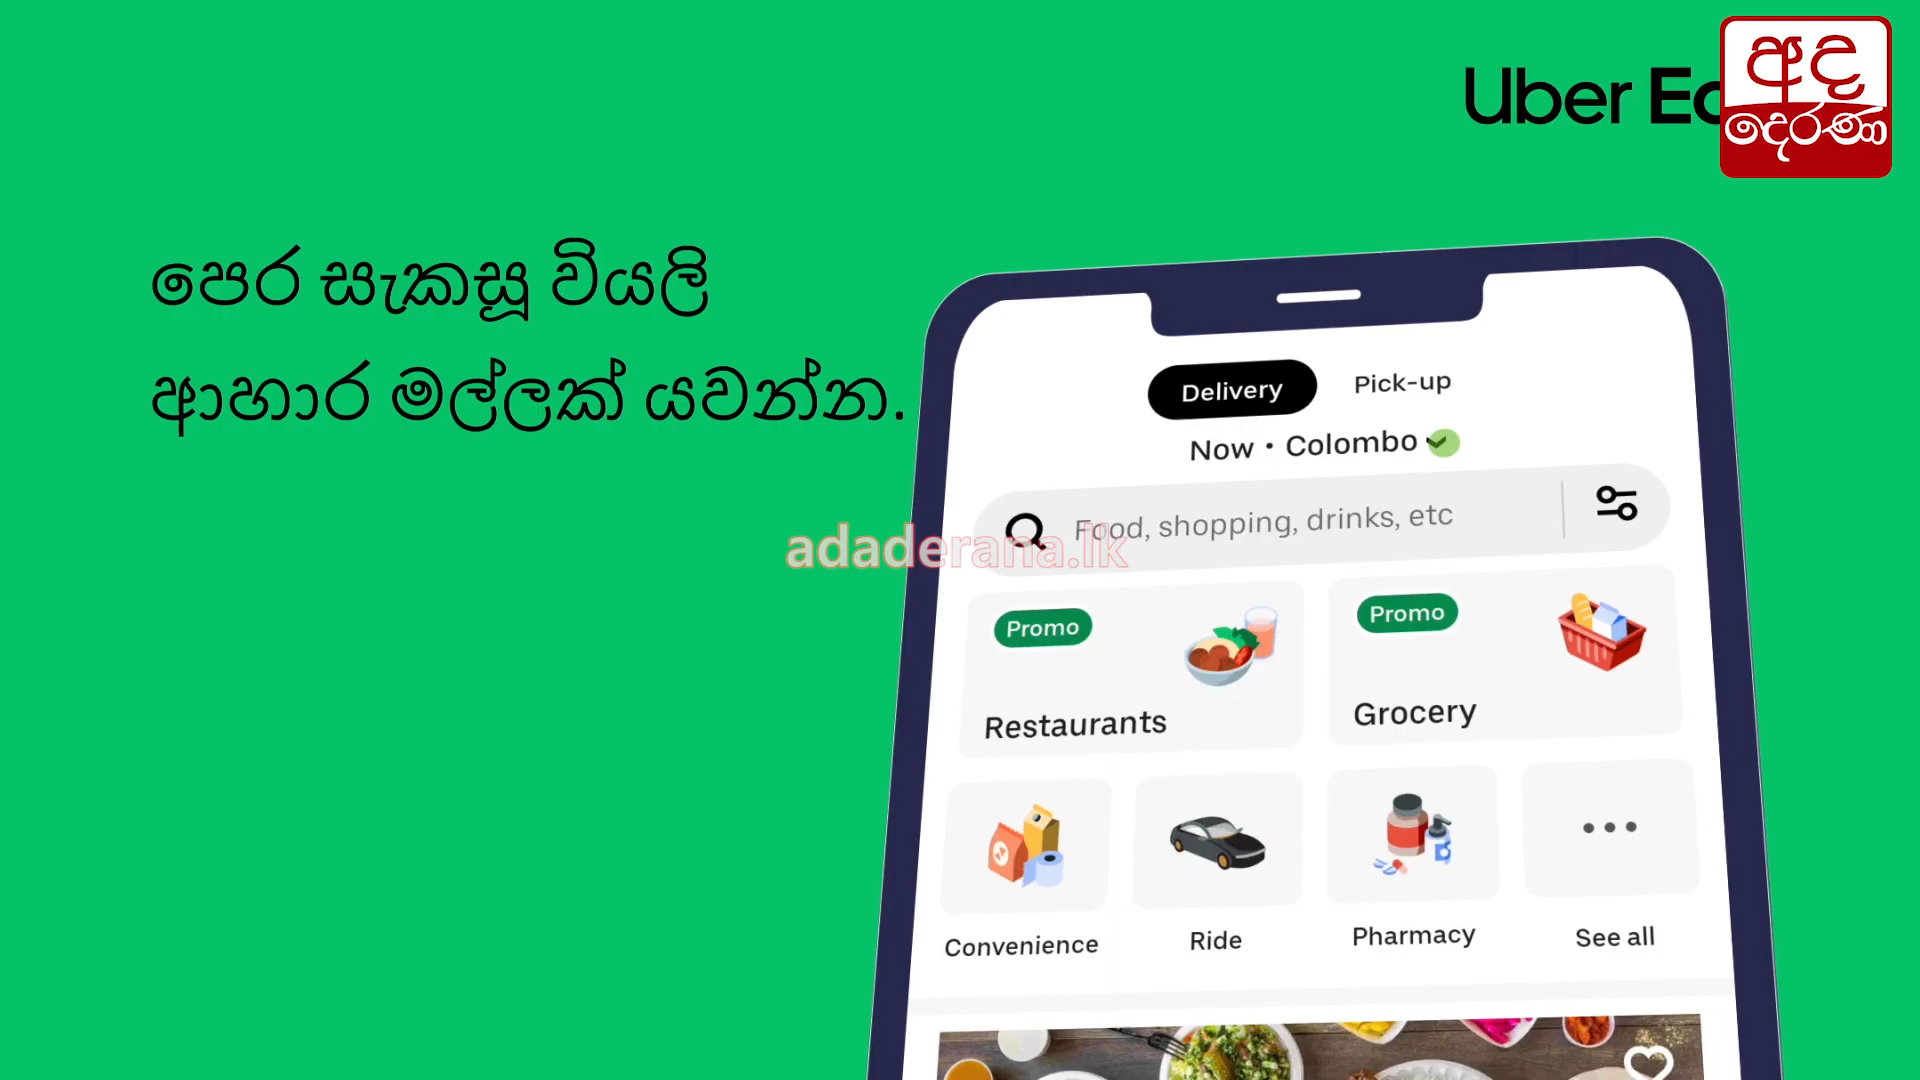 Uber Ea
අද
දෙරණ
පෙර සැකසූ වියලි
ආහාර මල්ලක් යවන්න.
Delivery Pick-up
Now • Colombo
Food, shopping, drinks, etc
adaderana.lk
Promo Promo
Restaurants Grocery
Convenience Ride Pharmacy See all